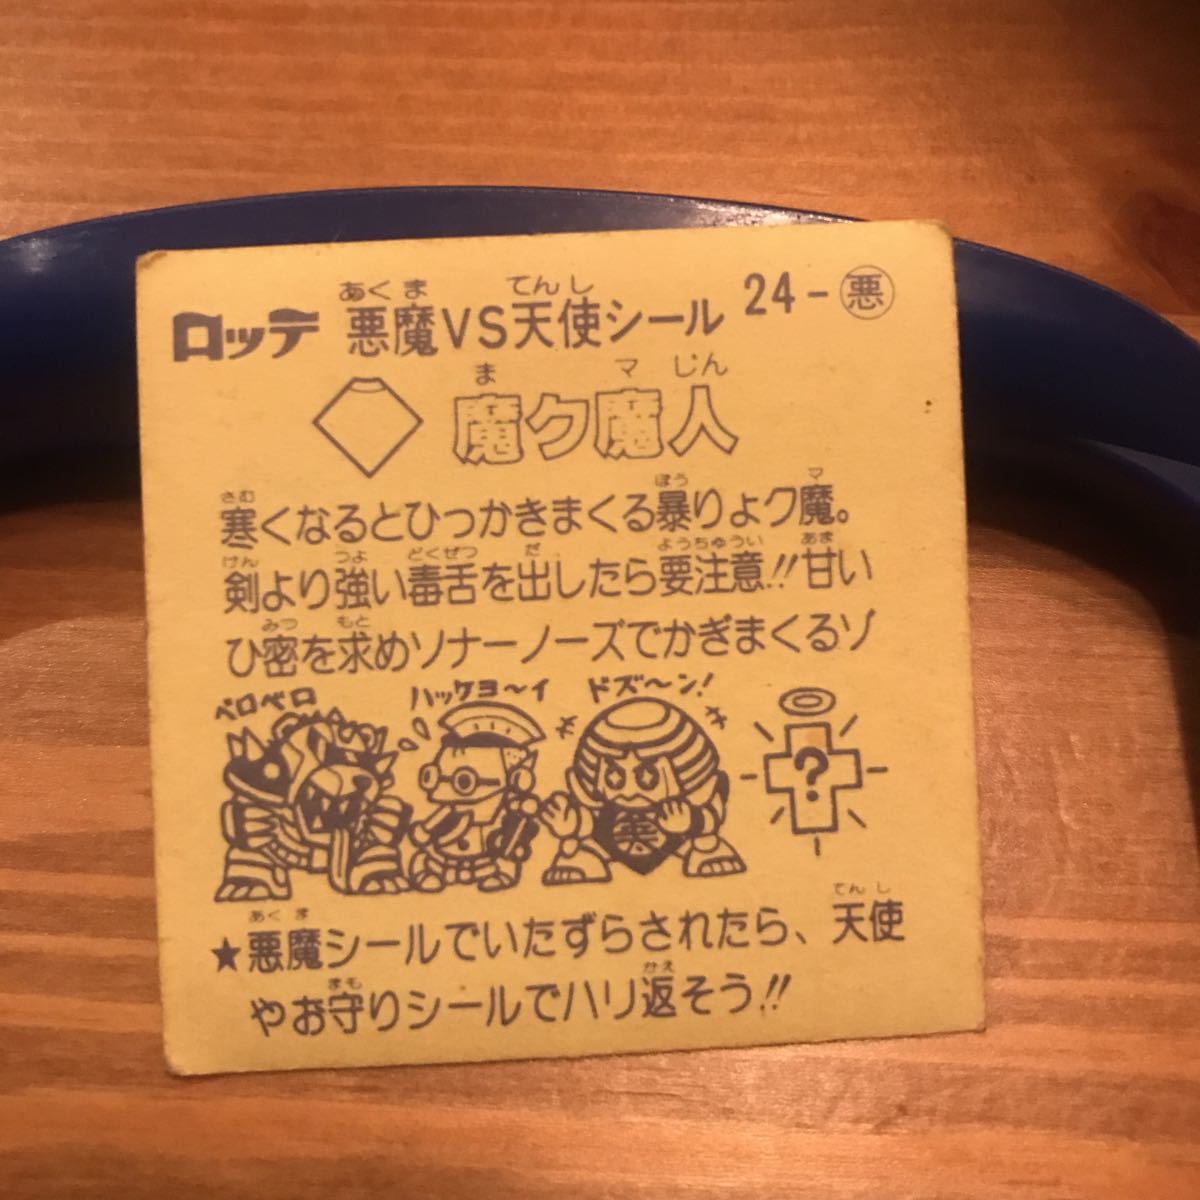 あくま てんし
ロッテ 悪魔VS天使シール 24-悪
ま マ じん
魔ク魔人
さむ ぼう マ
寒くなるとひっかきまくる暴りょク魔。
けん つよ どくぜつ だ ようちゅうい あま
剣より強い毒舌を出したら要注意!!甘い
みつ もと
ひ密を求めソナーノーズでかぎまくるゾ
ペロペロ ハッケヨ〜イ ドズ〜ン!
?
あくま てんし
★悪魔シールでいたずらされたら、天使
まも かえ
やお守りシールでハリ返そう!!